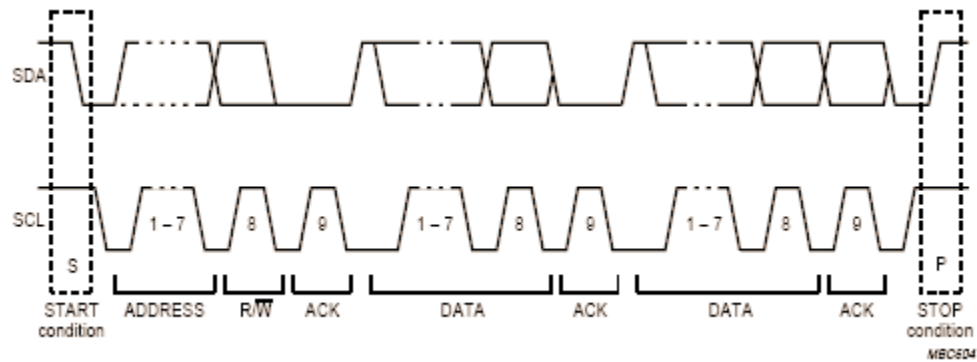 SDA
SCL
1 – 7
8
9
1 – 7
8
9
1 – 7
8
9
S
P
START
condition
ADDRESS
R/W̅
ACK
DATA
ACK
DATA
ACK
STOP
condition
MBC604